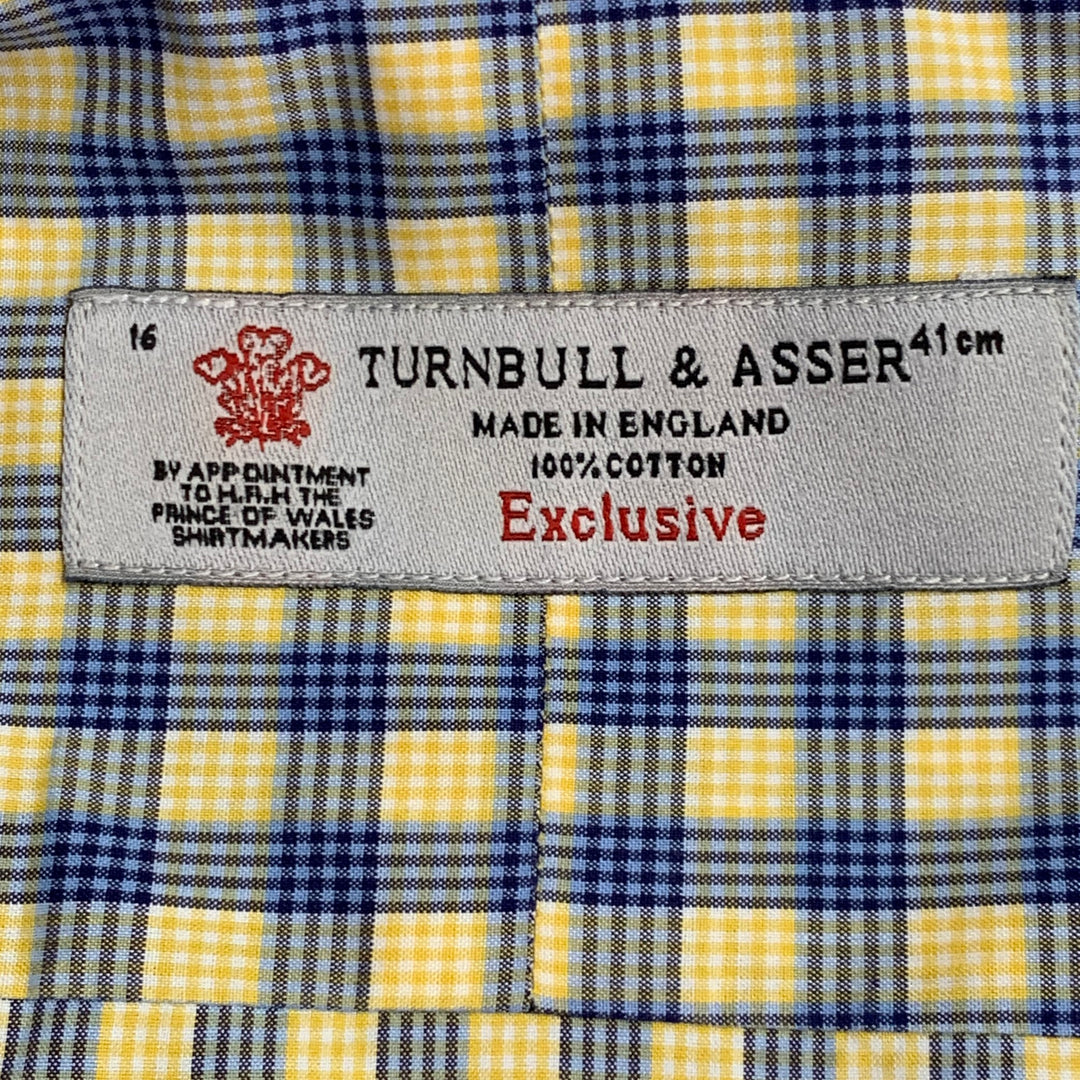 16
TURNBULL & ASSER 41cm
MADE IN ENGLAND
100% COTTON
Exclusive
BY APPOINTMENT
TO H.R.H THE
PRINCE OF WALES
SHIRTMAKERS